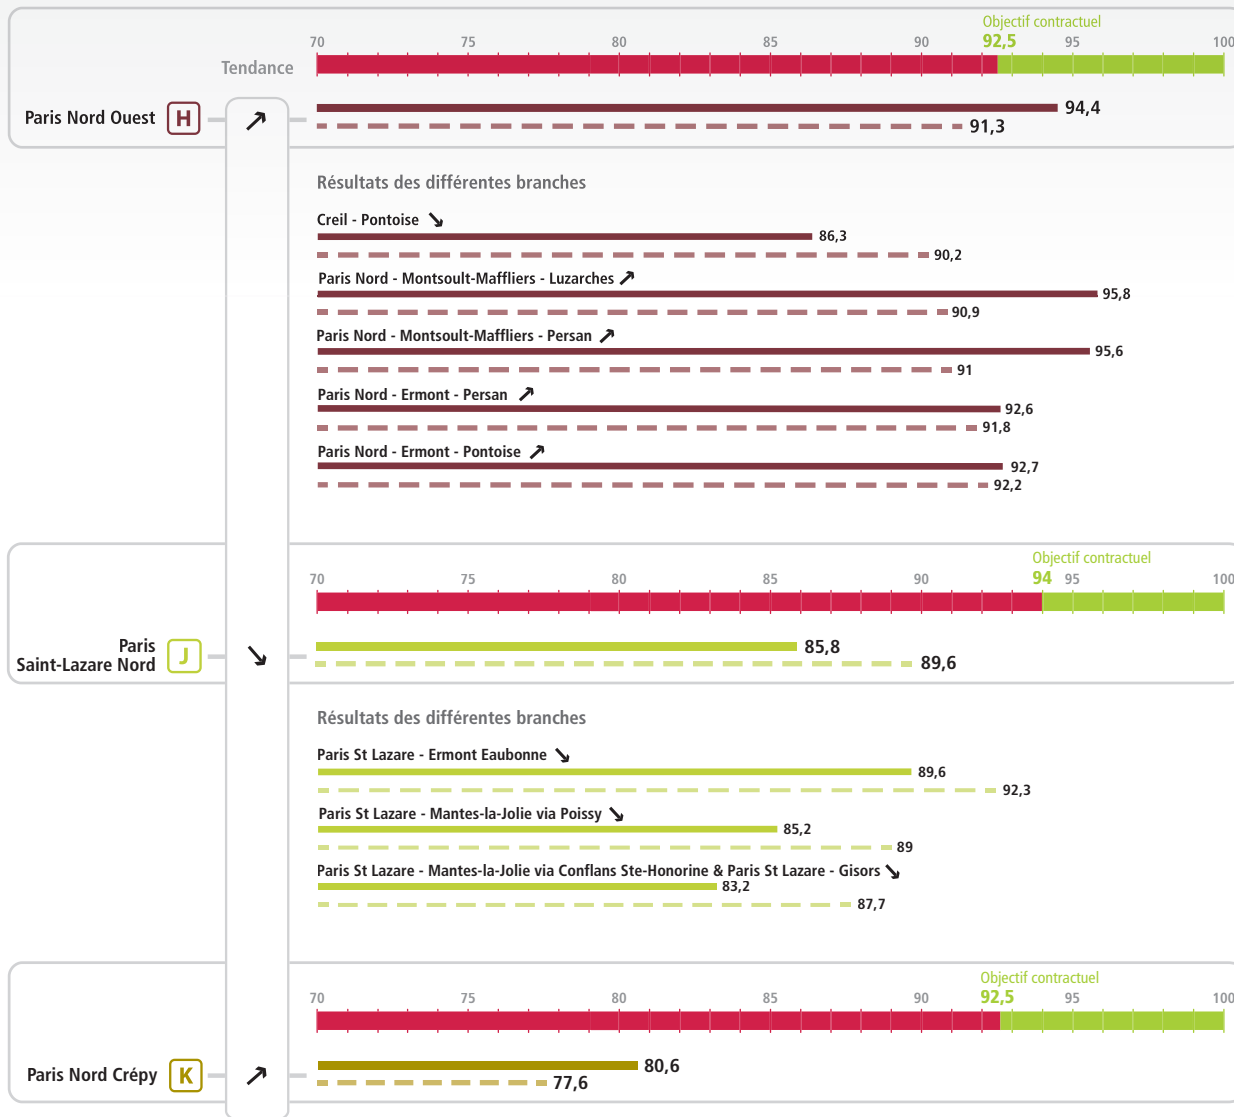 Objectif contractuel
70 75 80 85 90 92,5 95 100
Tendance
Paris Nord Ouest H 94,4
91,3
Résultats des différentes branches
Creil - Pontoise
86,3
90,2
Paris Nord - Montsoult-Maffliers - Luzarches
95,8
90,9
Paris Nord - Montsoult-Maffliers - Persan
95,6
91
Paris Nord - Ermont - Persan
92,6
91,8
Paris Nord - Ermont - Pontoise
92,7
92,2
Objectif contractuel
70 75 80 85 90 94 95 100
Paris
Saint-Lazare Nord J 85,8
89,6
Résultats des différentes branches
Paris St Lazare - Ermont Eaubonne
89,6
92,3
Paris St Lazare - Mantes-la-Jolie via Poissy
85,2
89
Paris St Lazare - Mantes-la-Jolie via Conflans Ste-Honorine & Paris St Lazare - Gisors
83,2
87,7
Objectif contractuel
70 75 80 85 90 92,5 95 100
Paris Nord Crépy K 80,6
77,6